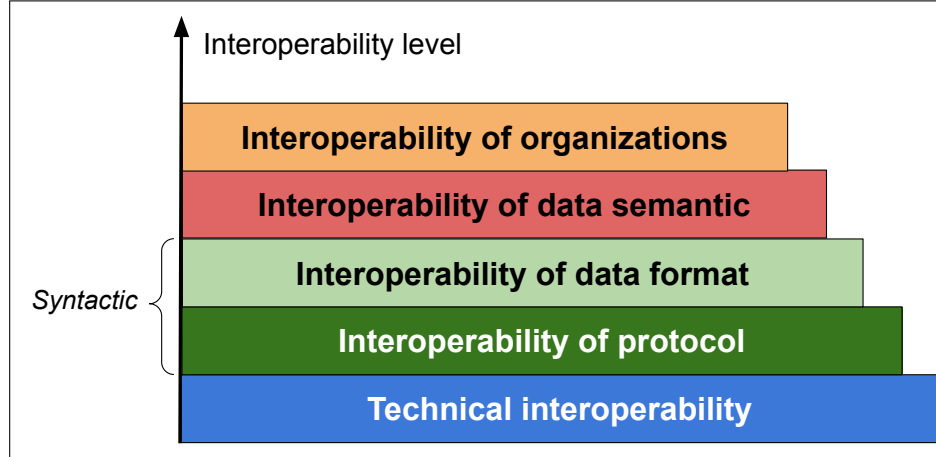 Interoperability level
Interoperability of organizations
Interoperability of data semantic
Interoperability of data format
Syntactic
Interoperability of protocol
Technical interoperability